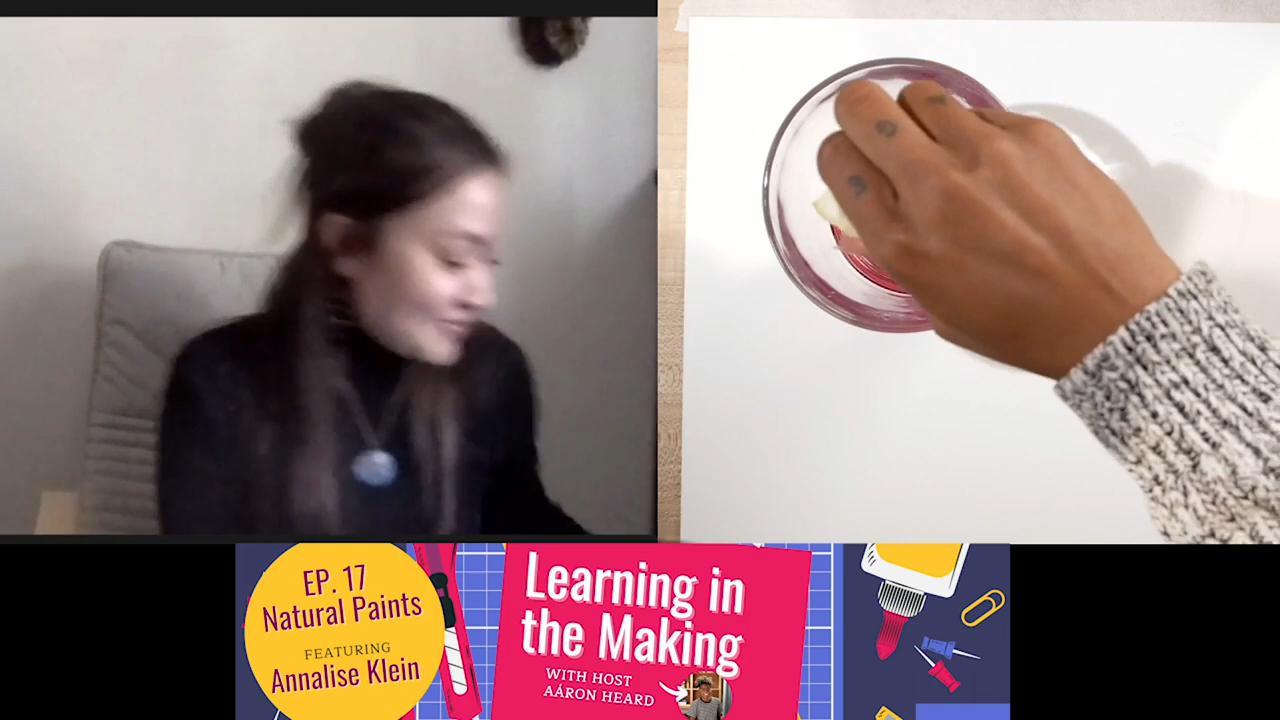 EP. 17
Natural Paints
FEATURING
Annalise Klein
Learning in
the Making
WITH HOST
AÁRON HEARD